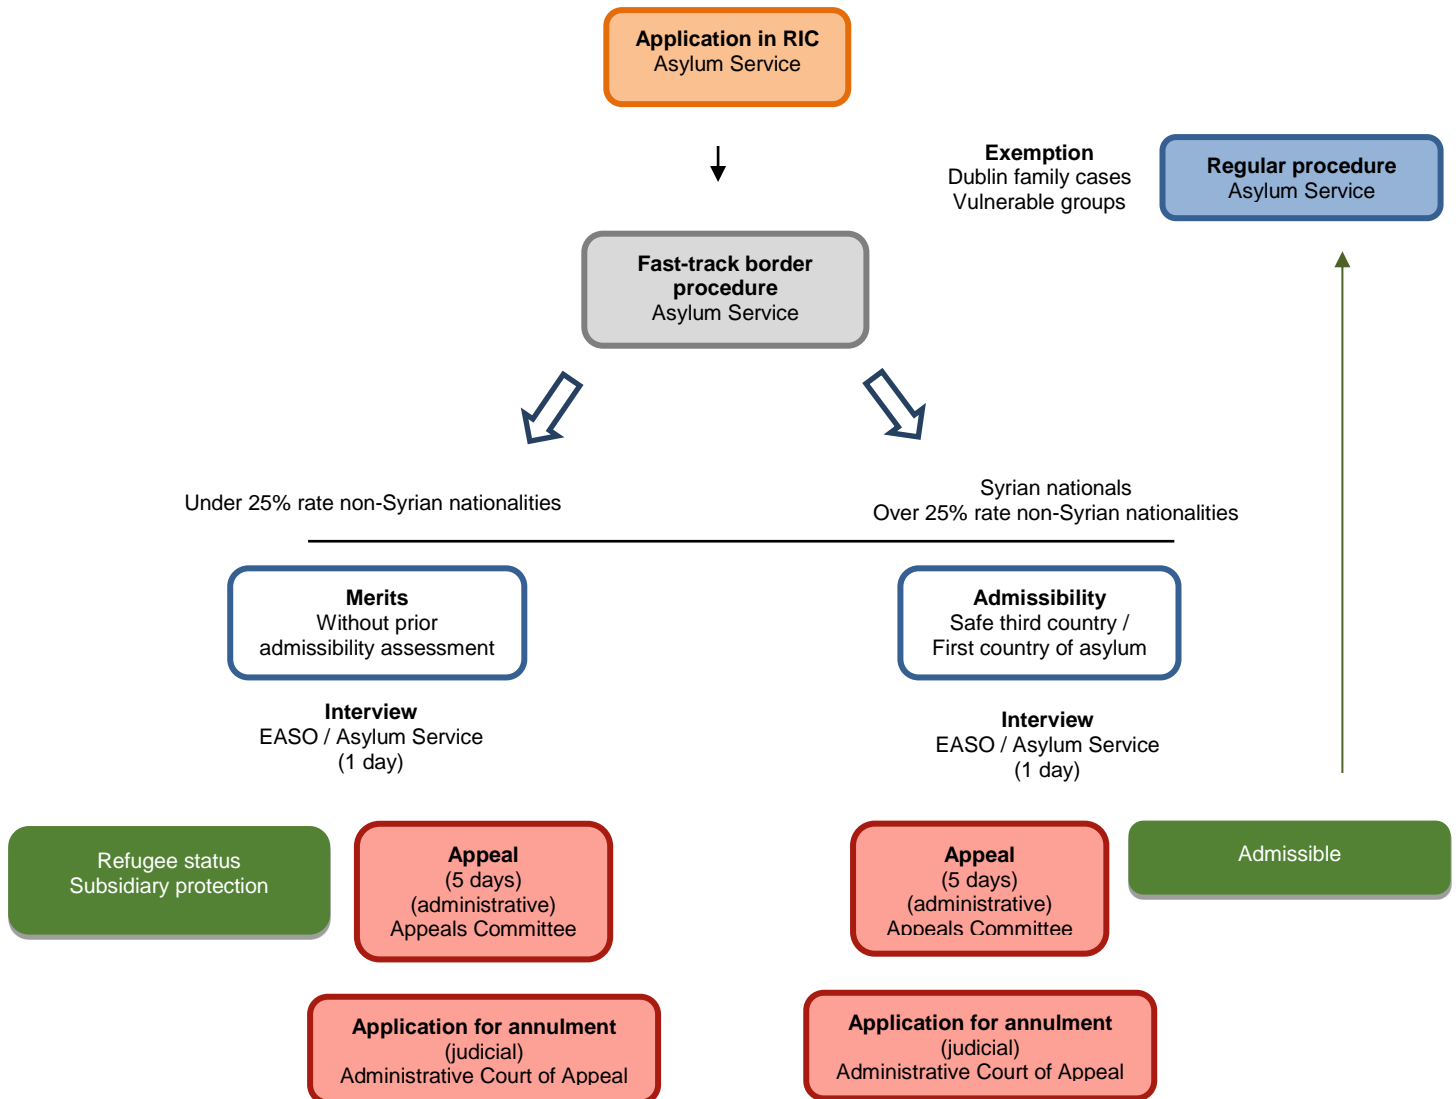 Application in RIC
Asylum Service
Exemption
Dublin family cases
Vulnerable groups
Regular procedure
Asylum Service
Fast-track border
procedure
Asylum Service
Under 25% rate non-Syrian nationalities
Syrian nationals
Over 25% rate non-Syrian nationalities
Merits
Without prior
admissibility assessment
Admissibility
Safe third country /
First country of asylum
Interview
EASO / Asylum Service
(1 day)
Interview
EASO / Asylum Service
(1 day)
Refugee status
Subsidiary protection
Appeal
(5 days)
(administrative)
Appeals Committee
Appeal
(5 days)
(administrative)
Appeals Committee
Admissible
Application for annulment
(judicial)
Administrative Court of Appeal
Application for annulment
(judicial)
Administrative Court of Appeal